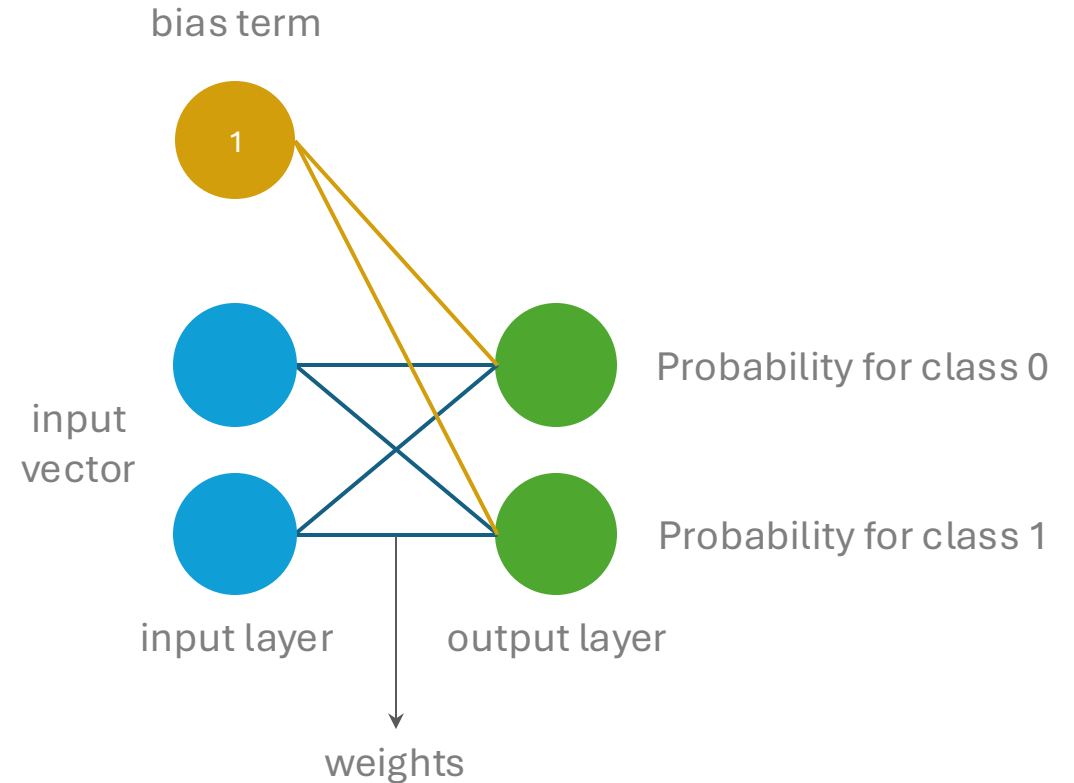 bias term
1
input
vector
Probability for class 0
Probability for class 1
input layer
output layer
weights